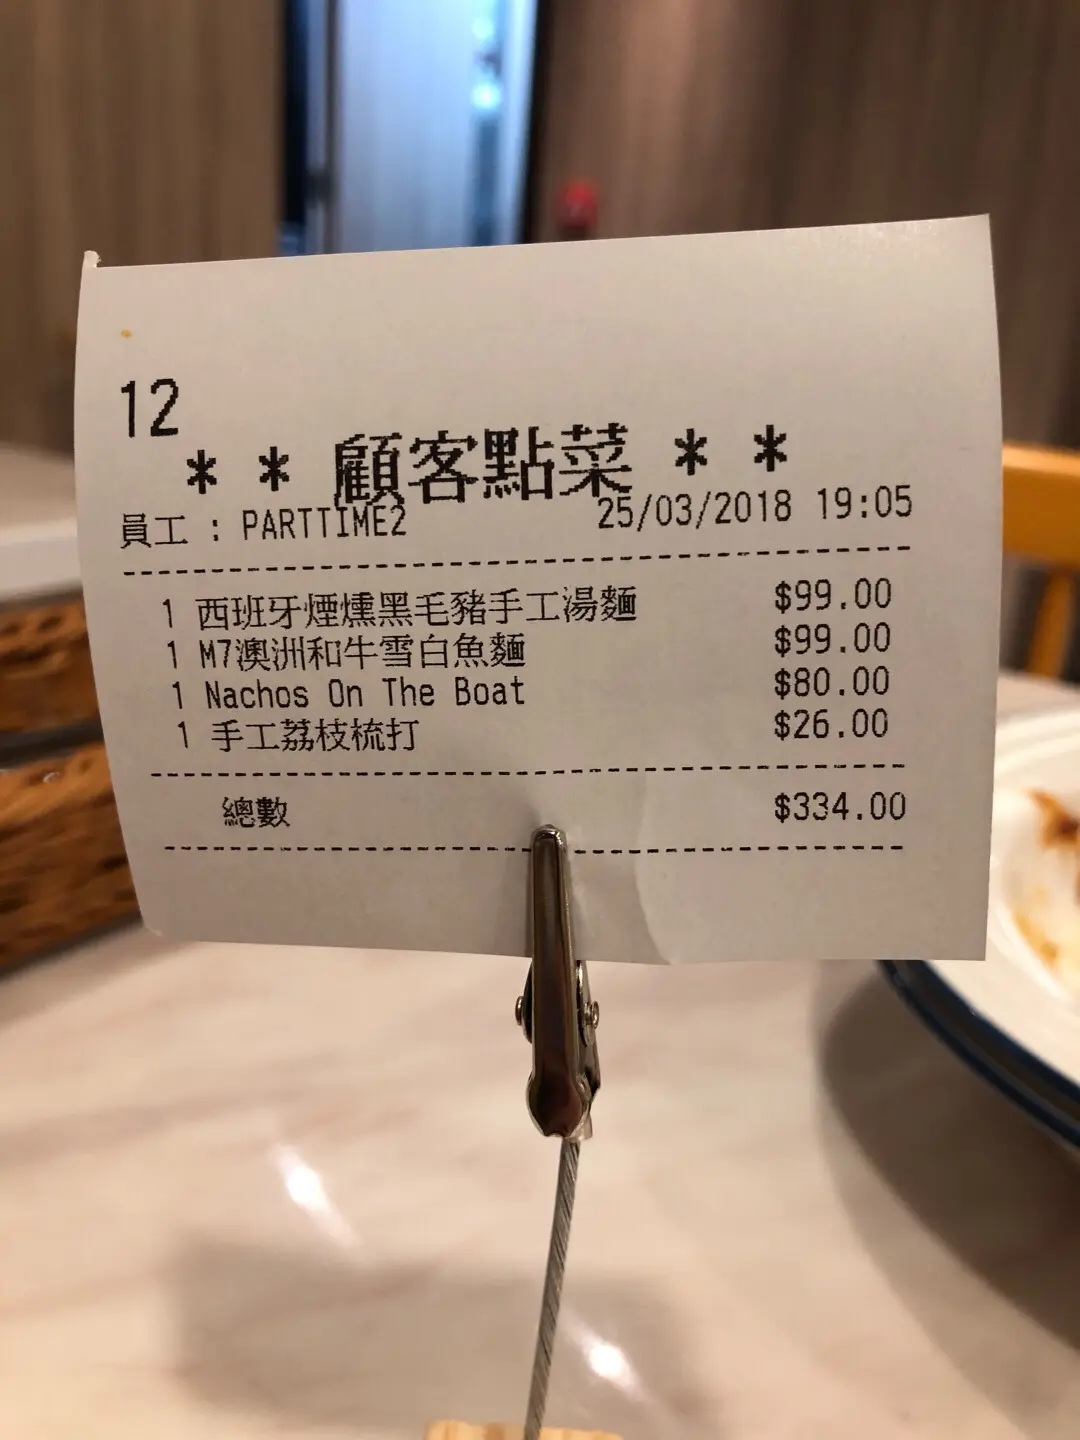 12
* * 顧客點菜 * *
員工 : PARTTIME2 25/03/2018 19:05
1 西班牙煙燻黑毛豬手工湯麵 $99.00
1 M7澳洲和牛雪白魚麵 $99.00
1 Nachos On The Boat $80.00
1 手工荔枝梳打 $26.00
總數 $334.00